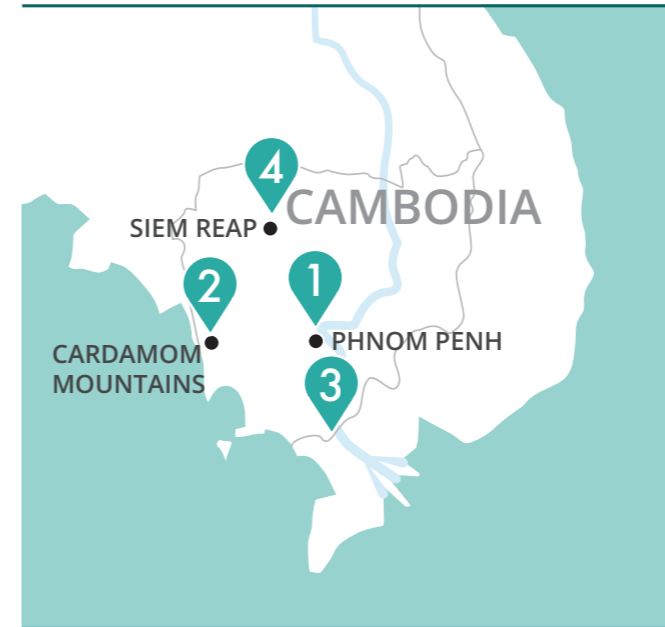 4
CAMBODIA
SIEM REAP
2
1
CARDAMOM
MOUNTAINS
PHNOM PENH
3